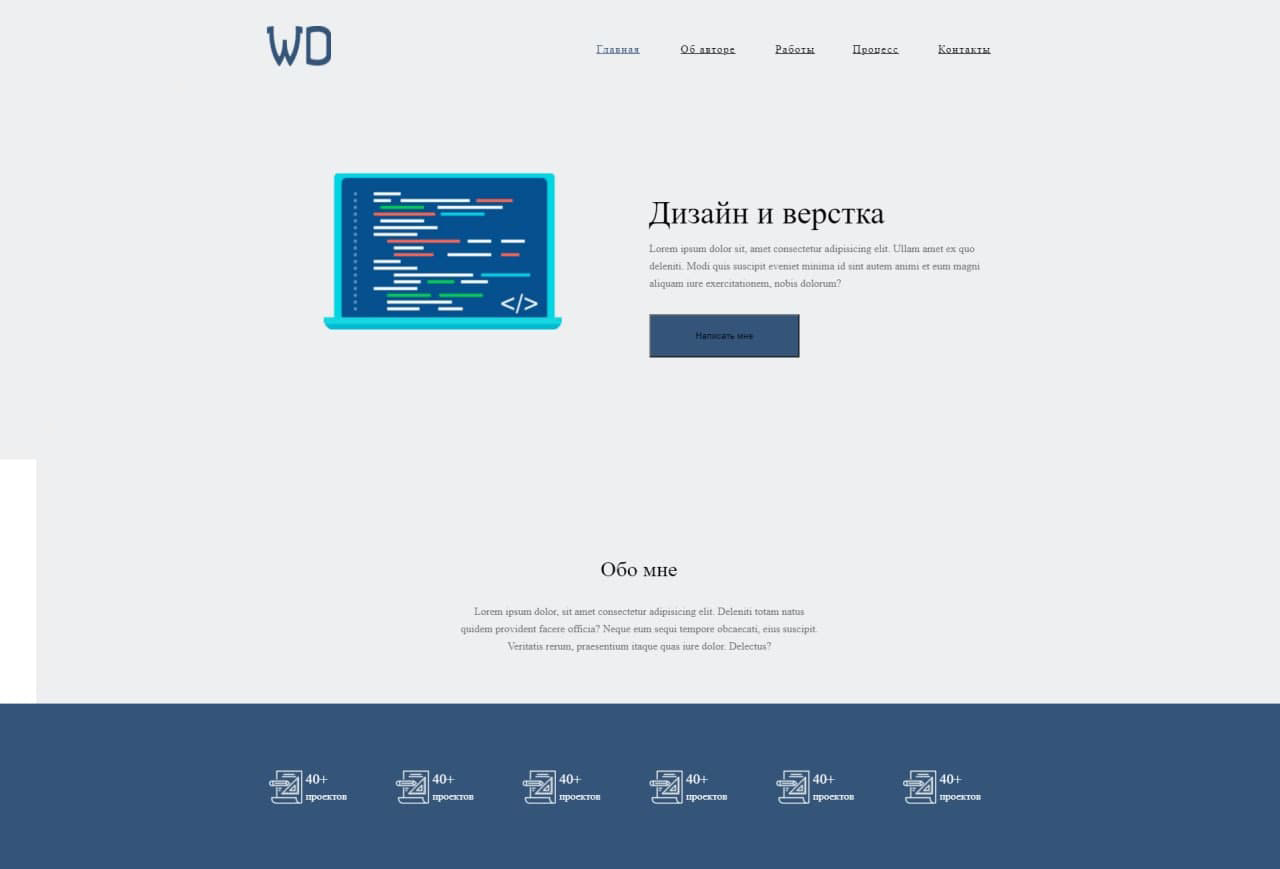 WD
Главная Об авторе Работы Процесс Контакты
</>
Дизайн и верстка
Lorem ipsum dolor sit, amet consectetur adipisicing elit. Ullam amet ex quo
deleniti. Modi quis suscipit eveniet minima id sint autem animi et eum magni
aliquam iure exercitationem, nobis dolorum?
Написать мне
Обо мне
Lorem ipsum dolor, sit amet consectetur adipisicing elit. Deleniti totam natus
quidem provident facere officia? Neque eum sequi tempore obcaecati, eius suscipit.
Veritatis rerum, praesentium itaque quas iure dolor. Delectus?
40+ 40+ 40+ 40+ 40+ 40+
проектов проектов проектов проектов проектов проектов